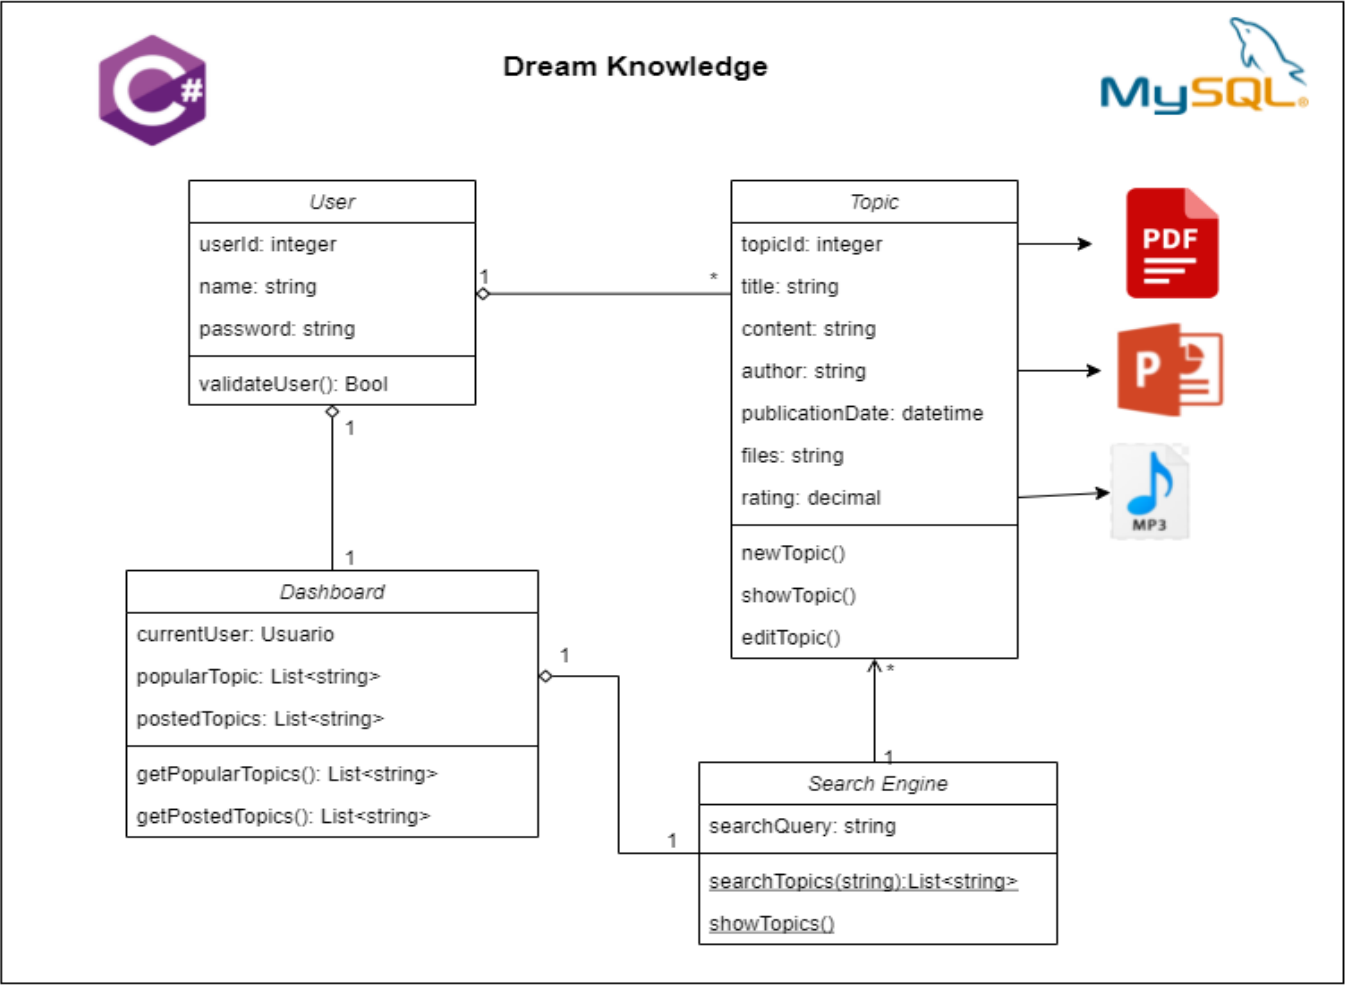 C#
Dream Knowledge
MySQL®
User
userId: integer
name: string
password: string
validateUser(): Bool
1
*
1
1
Topic
topicId: integer
title: string
content: string
author: string
publicationDate: datetime
files: string
rating: decimal
newTopic()
showTopic()
editTopic()
PDF
P
MP3
Dashboard
currentUser: Usuario
popularTopic: List<string>
postedTopics: List<string>
getPopularTopics(): List<string>
getPostedTopics(): List<string>
1
1
*
1
Search Engine
searchQuery: string
searchTopics(string):List<string>
showTopics()